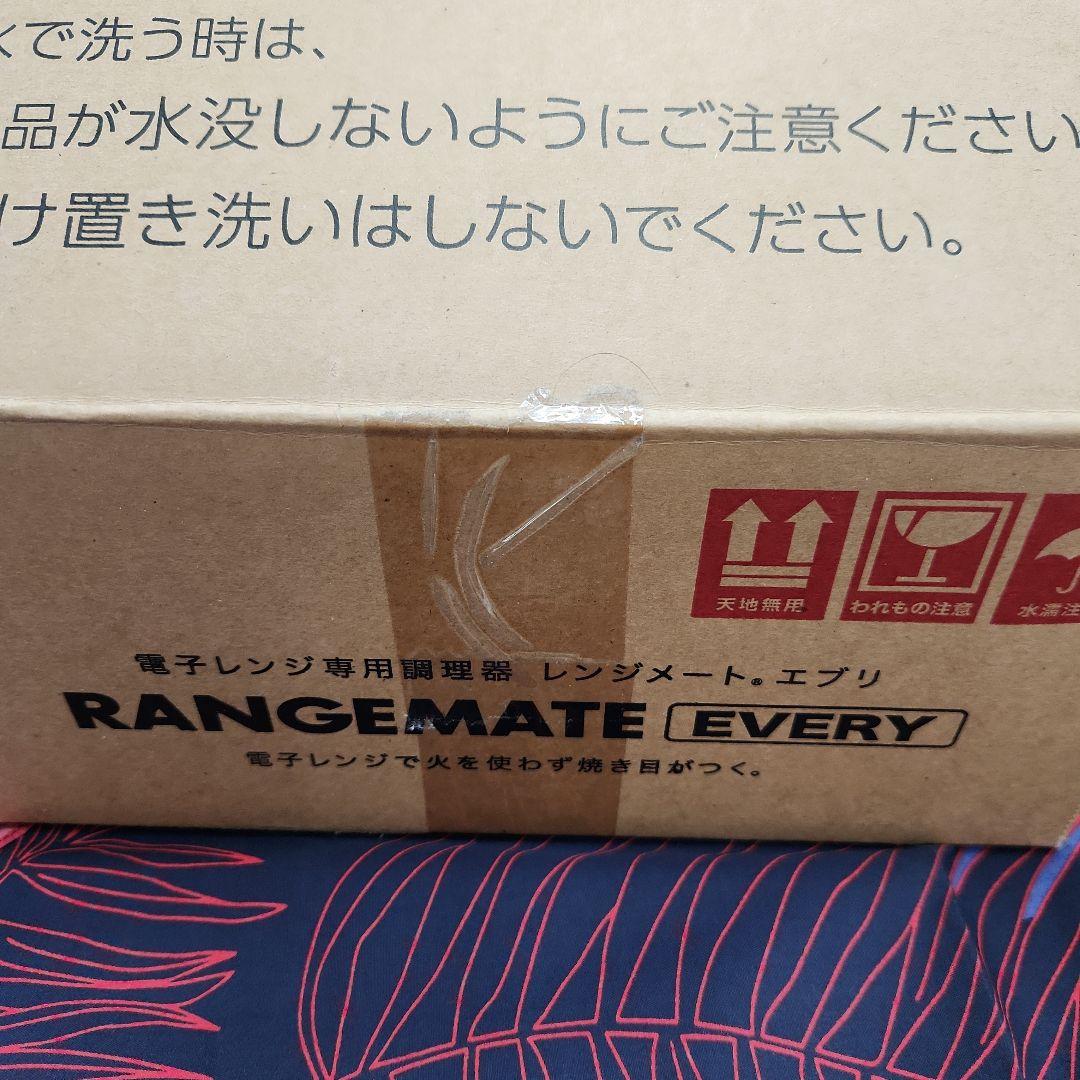 で洗う時は、
品が水没しないようにご注意ください
け置き洗いはしないでください。
天地無用
われもの注意
水濡注
電子レンジ専用調理器 レンジメート®エブリ
RANGEMATE EVERY
電子レンジで火を使わず焼き目がつく。